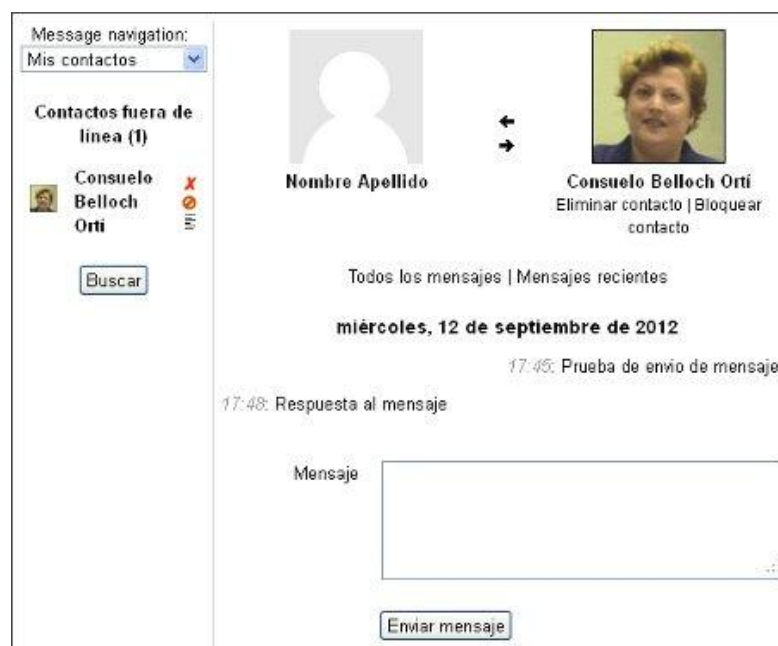 Message navigation:
Mis contactos
Contactos fuera de
línea (1)
Consuelo
Belloch
Ortí
Buscar
Nombre Apellido
Consuelo Belloch Ortí
Eliminar contacto | Bloquear
contacto
Todos los mensajes | Mensajes recientes
miércoles, 12 de septiembre de 2012
17:45: Prueba de envio de mensaje
17:48: Respuesta al mensaje
Mensaje
Enviar mensaje